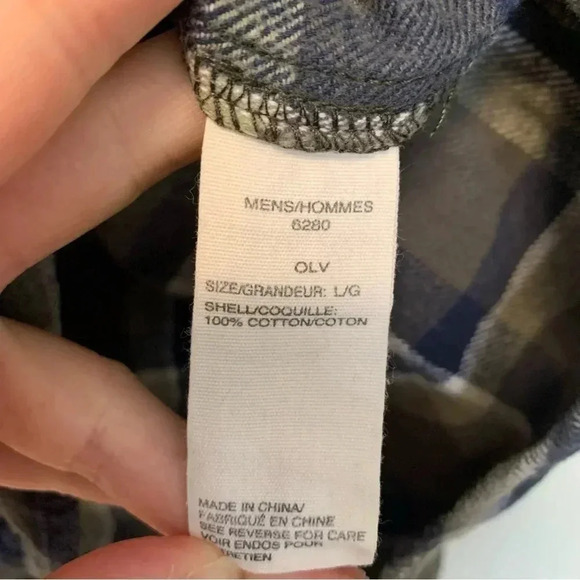 MENS/HOMMES
6280
OLV
SIZE/GRANDEUR: L/G
SHELL/COQUILLE:
100% COTTON/COTON
MADE IN CHINA/
FABRIQUÉ EN CHINE
SEE REVERSE FOR CARE
VOIR ENDOS POUR